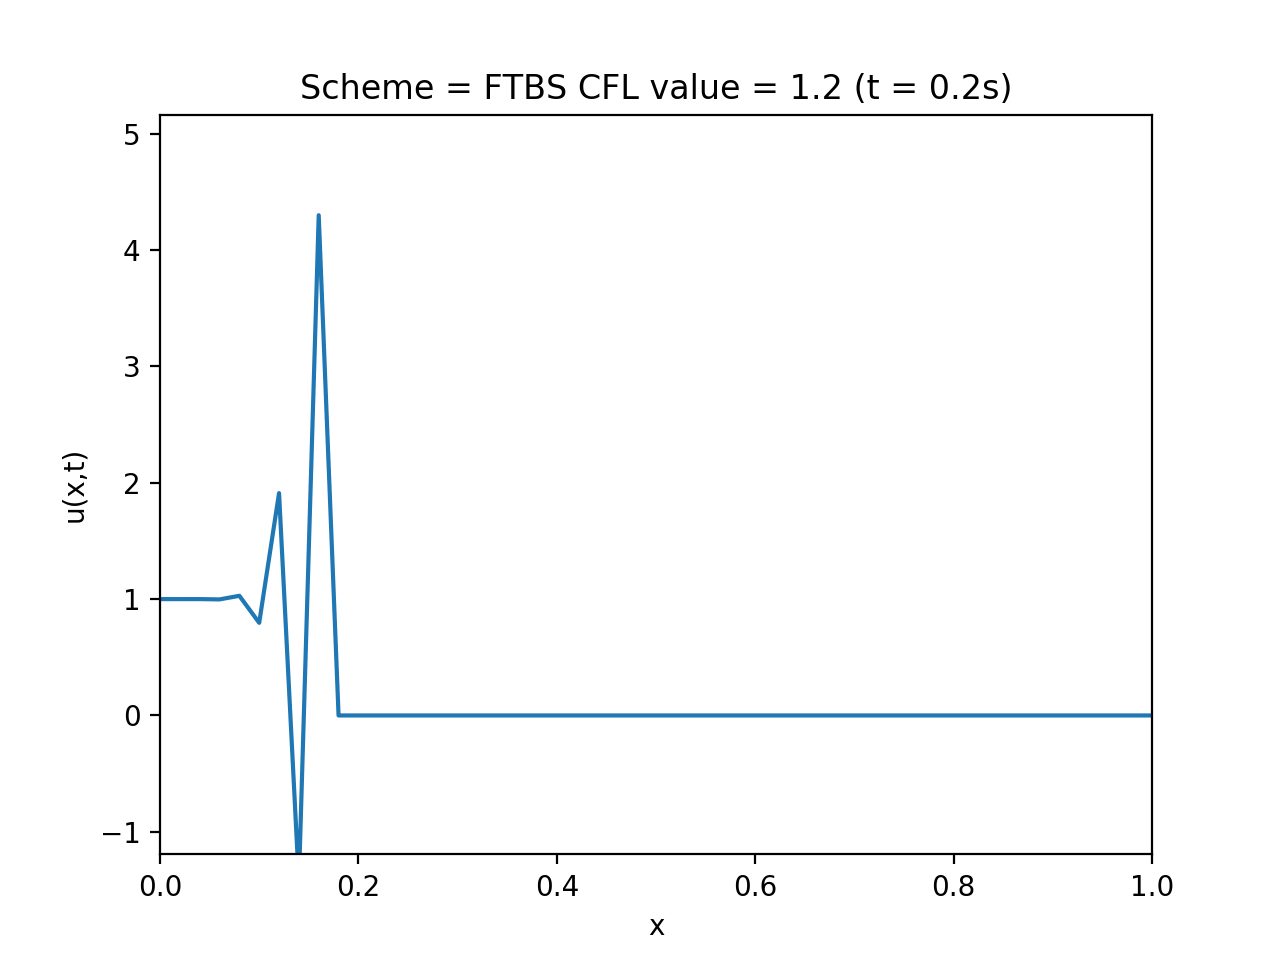 Scheme = FTBS CFL value = 1.2 (t = 0.2s)
5
4
3
2
1
0
−1
u(x,t)
0.0 0.2 0.4 0.6 0.8 1.0
x